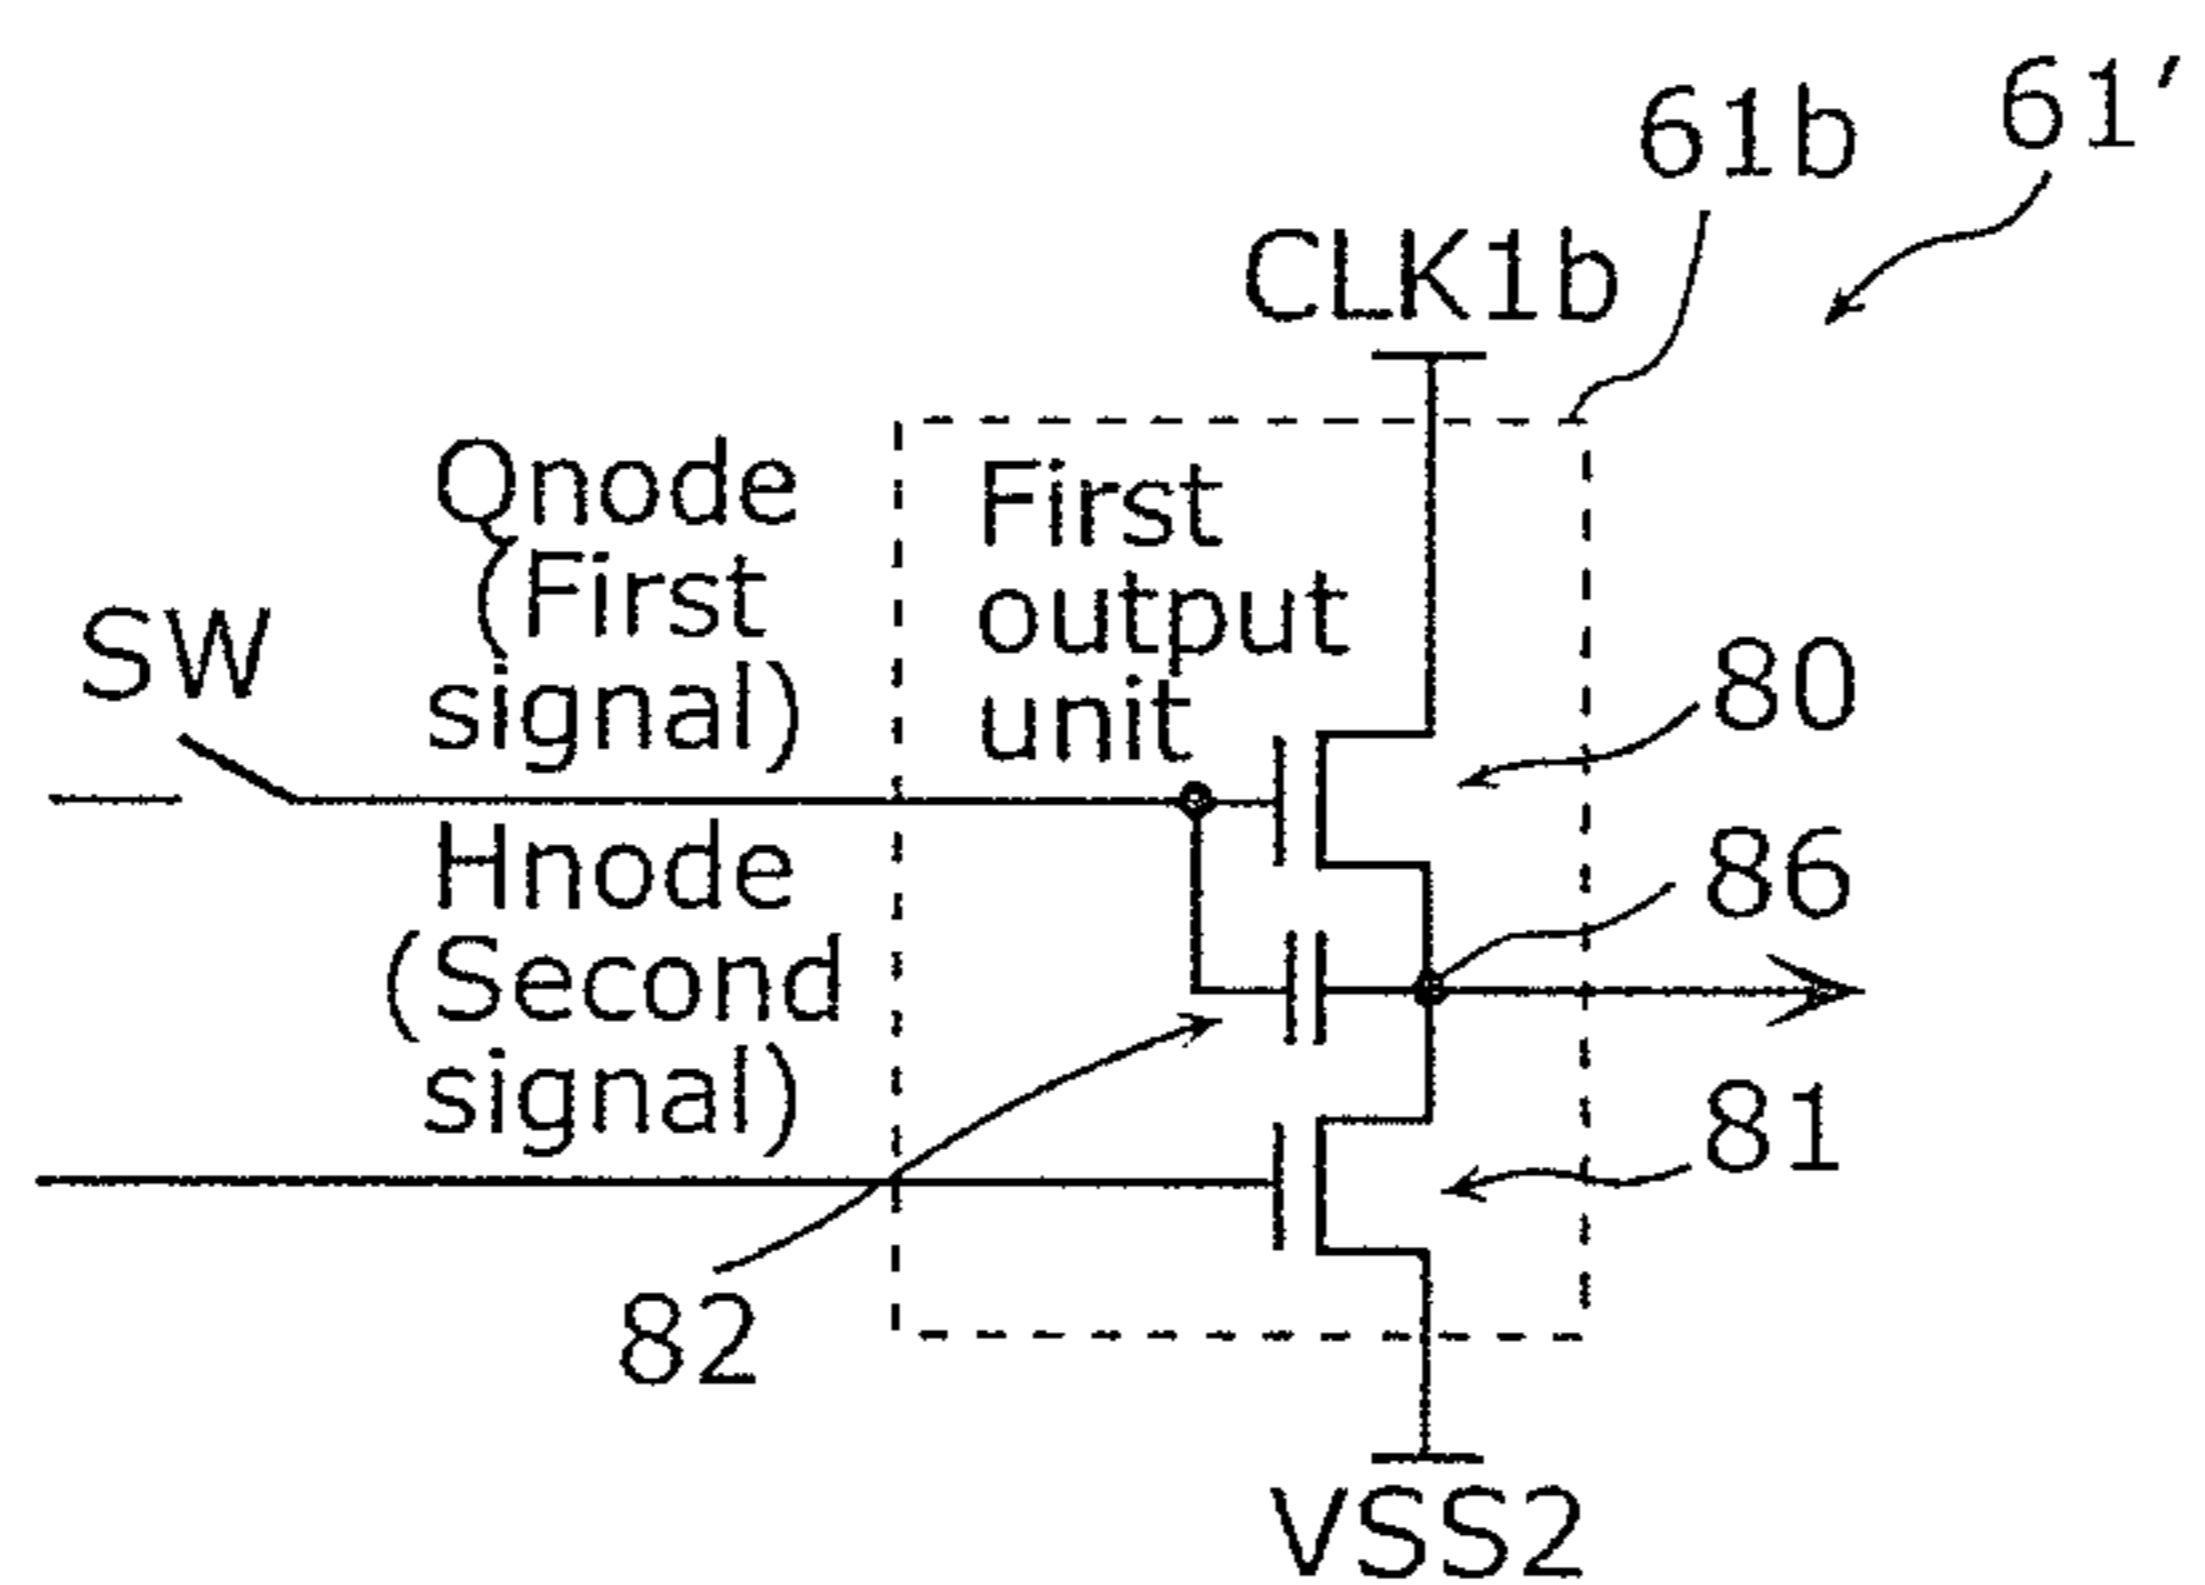 61'
61b
CLK1b
Qnode
(First
signal)
First
output
unit
SW
80
Hnode
(Second
signal)
86
81
82
VSS2